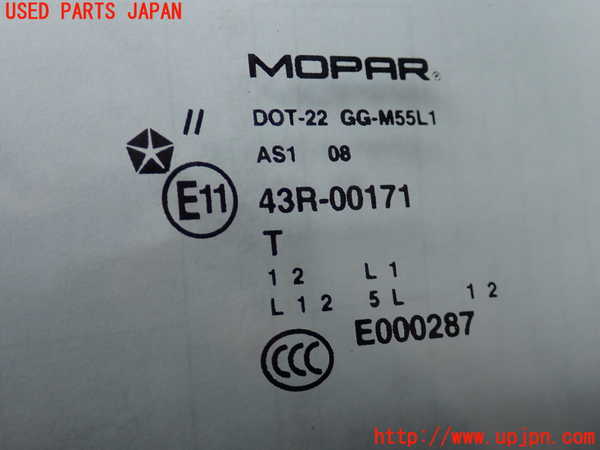 USED PARTS JAPAN
MOPAR®
//
DOT-22 GG-M55L1
AS1 08
E11 43R-00171
T
1 2 L 1
L 1 2 5 L 1 2
E000287
CCC
http://www.upjpn.com/